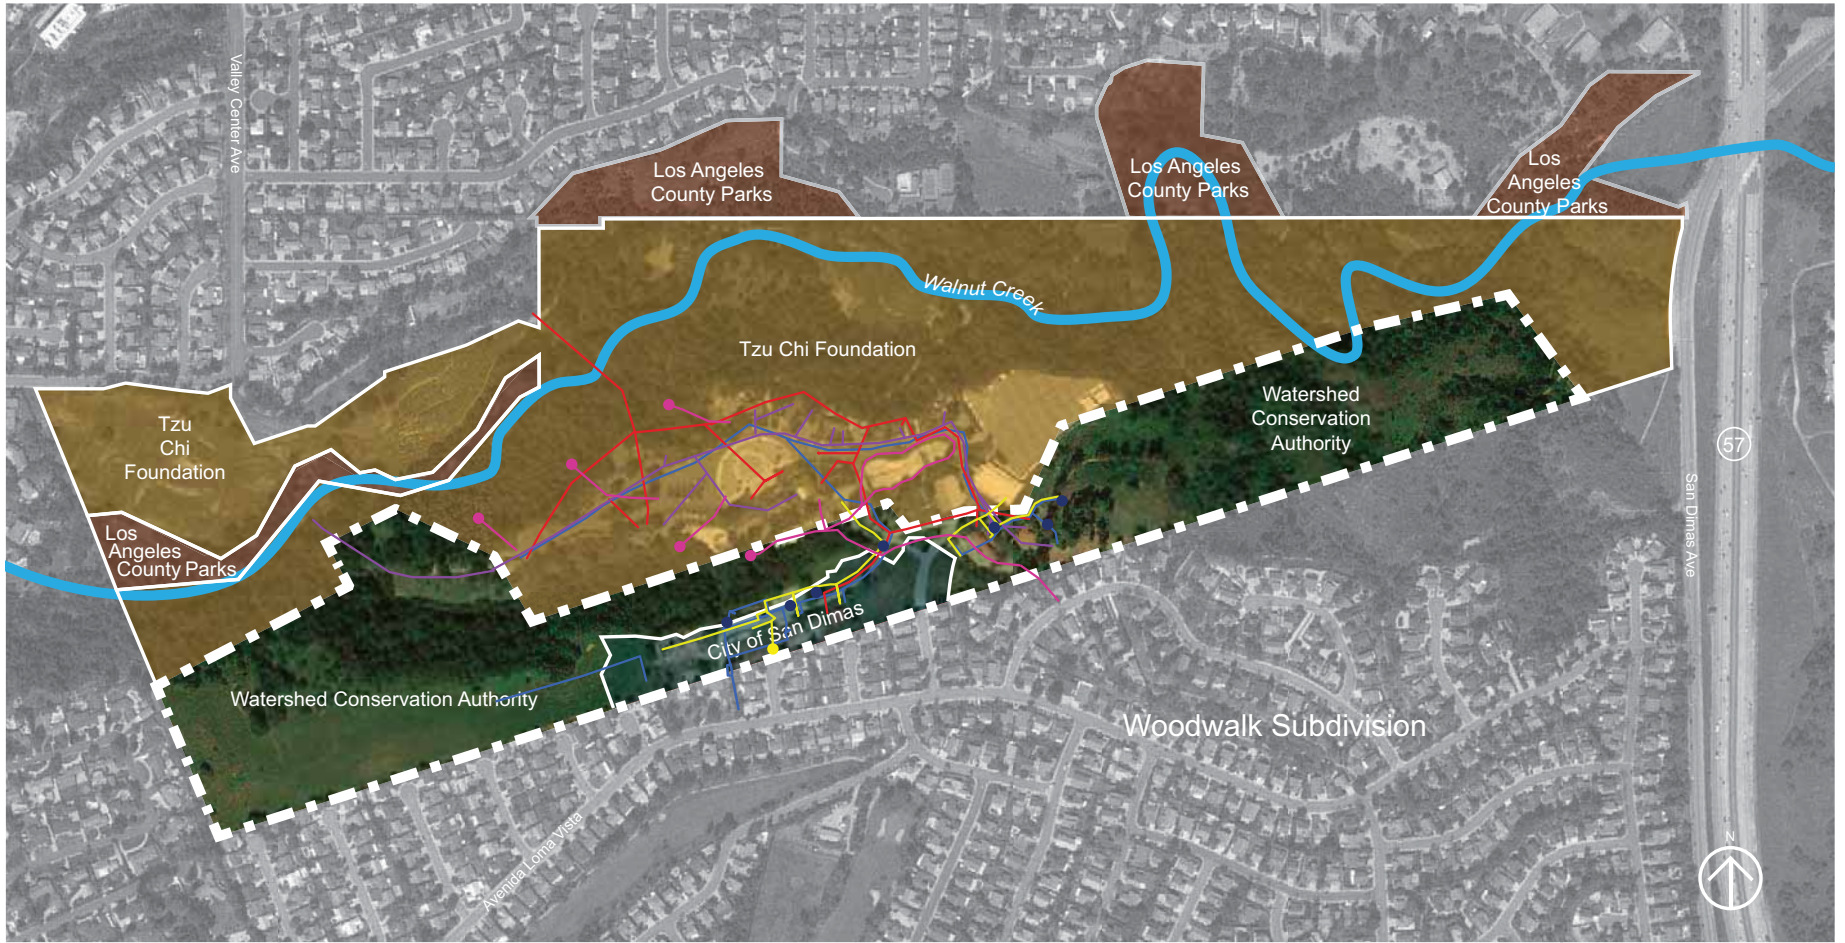 Valley Center Ave
Los Angeles
County Parks
Los Angeles
County Parks
Los
Angeles
County Parks
Walnut Creek
Tzu Chi Foundation
Tzu
Chi
Foundation
Watershed
Conservation
Authority
57
San Dimas Ave
Los
Angeles
County Parks
City of San Dimas
Watershed Conservation Authority
Woodwalk Subdivision
Avenida Loma Vista
N